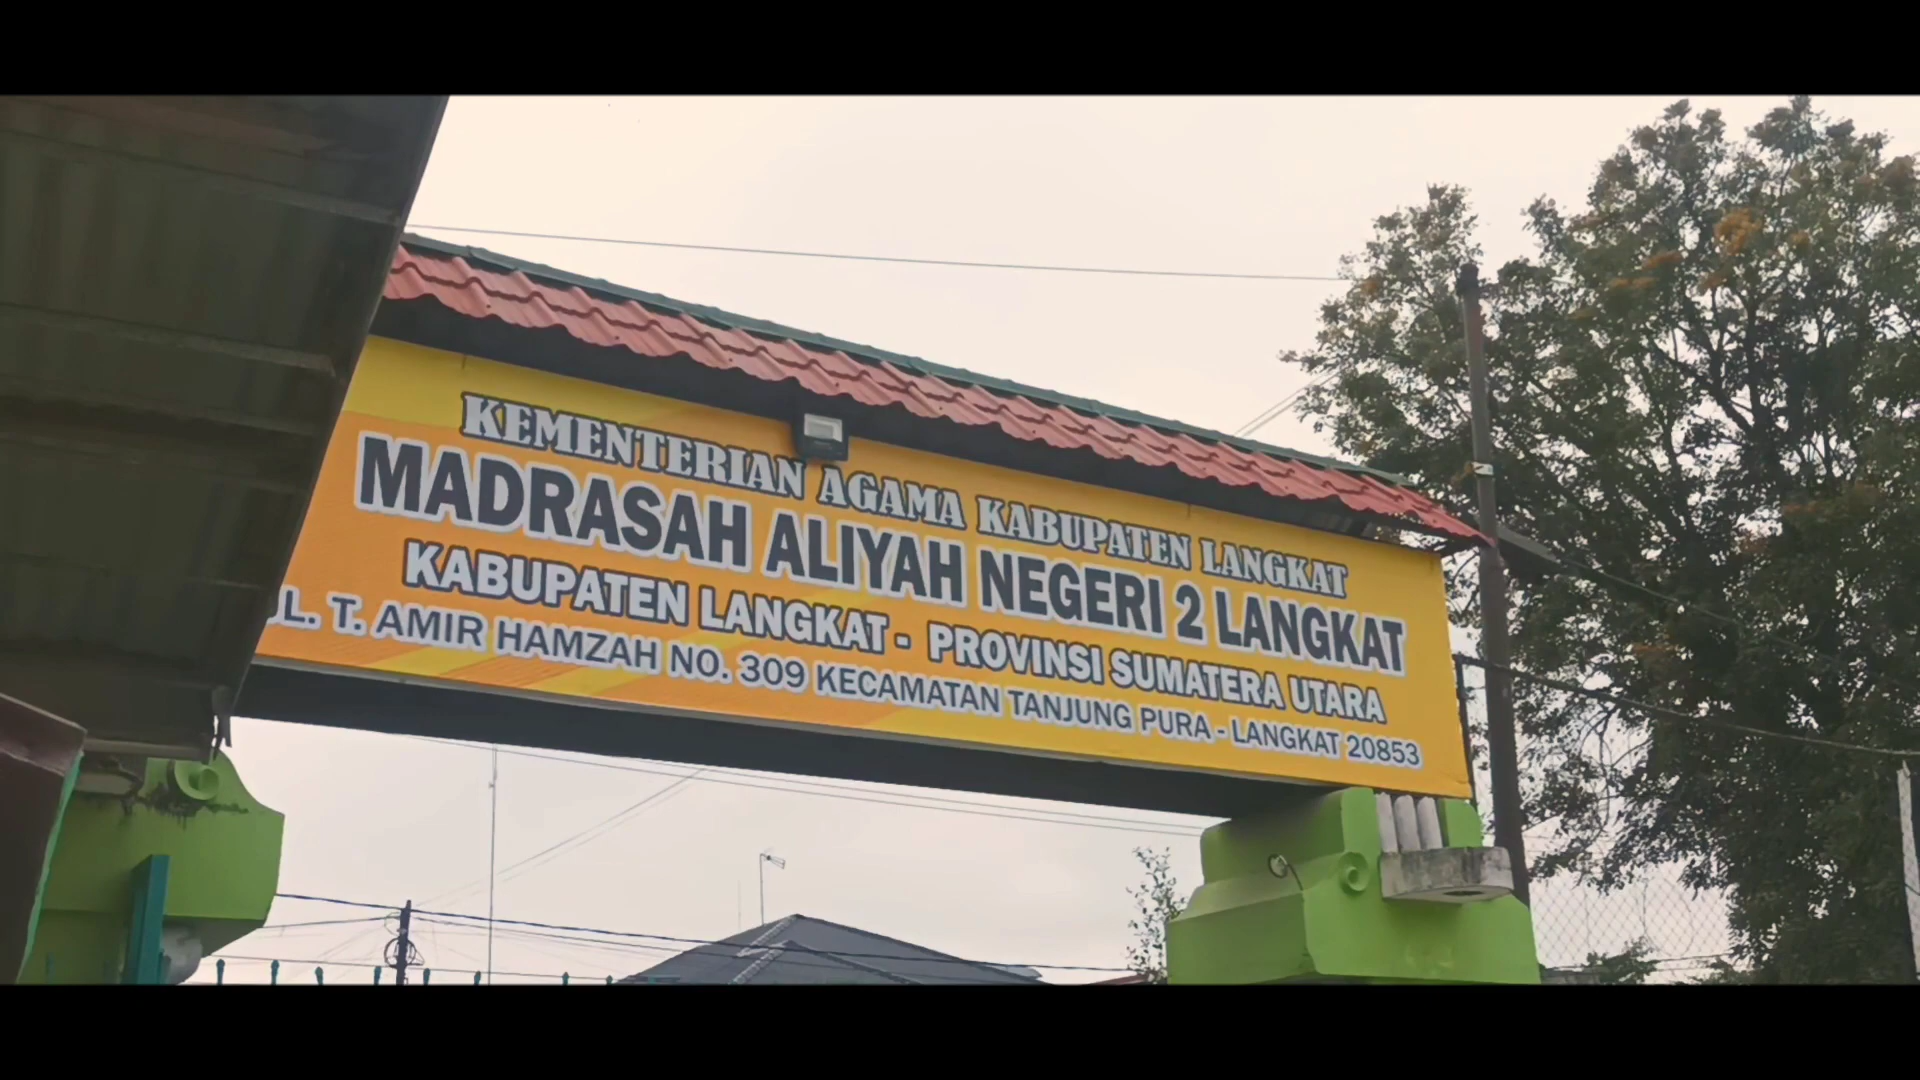 KEMENTERIAN AGAMA KABUPATEN LANGKAT
MADRASAH ALIYAH NEGERI 2 LANGKAT
KABUPATEN LANGKAT - PROVINSI SUMATERA UTARA
JL. T. AMIR HAMZAH NO. 309 KECAMATAN TANJUNG PURA - LANGKAT 20853